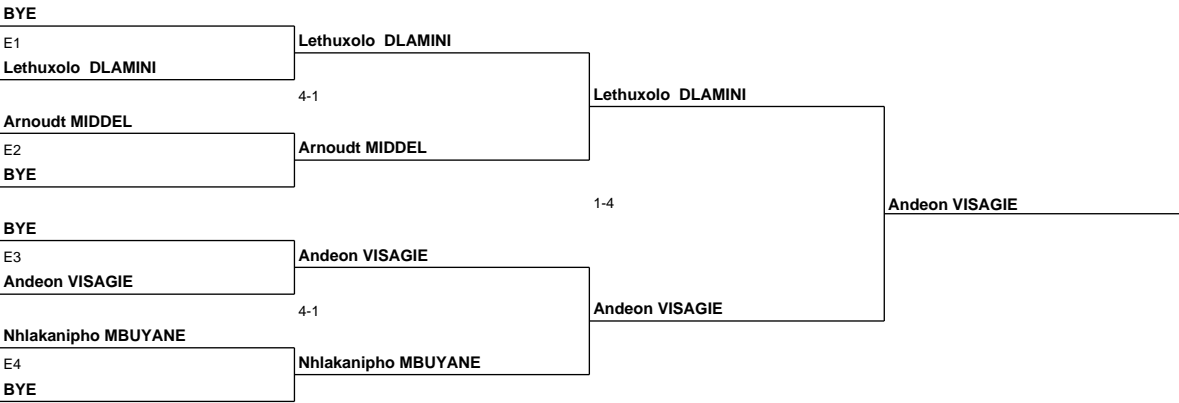 BYE
E1
Lethuxolo DLAMINI
Arnoudt MIDDEL
E2
BYE
BYE
E3
Andeon VISAGIE
Nhlakanipho MBUYANE
E4
BYE
Lethuxolo DLAMINI
4-1
Arnoudt MIDDEL
Andeon VISAGIE
4-1
Nhlakanipho MBUYANE
Lethuxolo DLAMINI
1-4
Andeon VISAGIE
Andeon VISAGIE